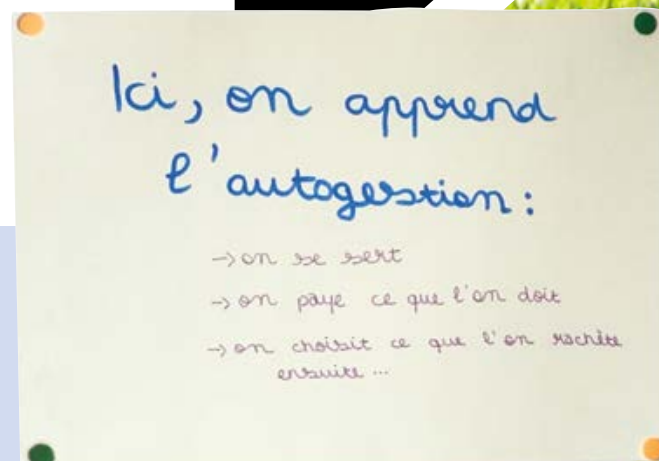 Ici, on apprend
l'autogestion :
→ on se sert
→ on paye ce que l'on doit
→ on choisit ce que l'on rachète
ensuite ...